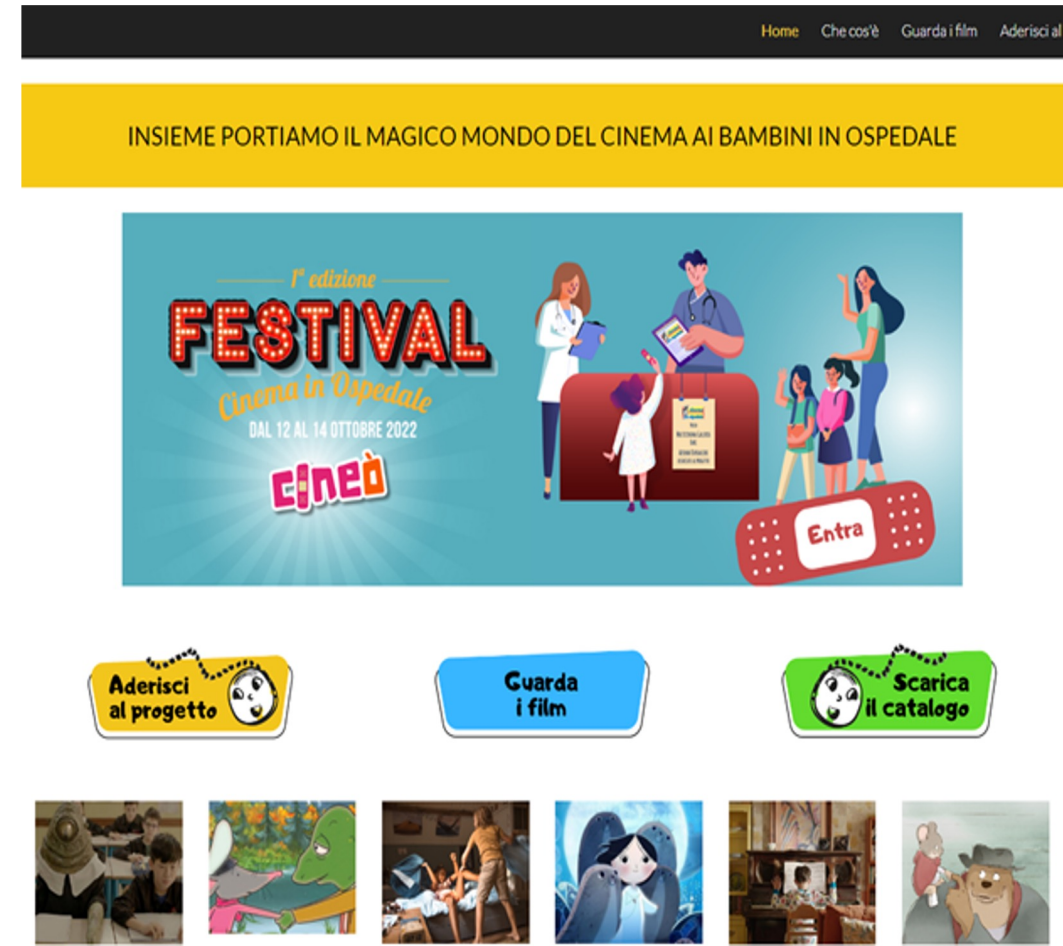 Home Che cos'è Guarda i film Aderisci al
INSIEME PORTIAMO IL MAGICO MONDO DEL CINEMA AI BAMBINI IN OSPEDALE
1ª edizione
FESTIVAL
Cinema in Ospedale
DAL 12 AL 14 OTTOBRE 2022
cineò
Entra
Aderisci
al progetto
Guarda
i film
Scarica
il catalogo